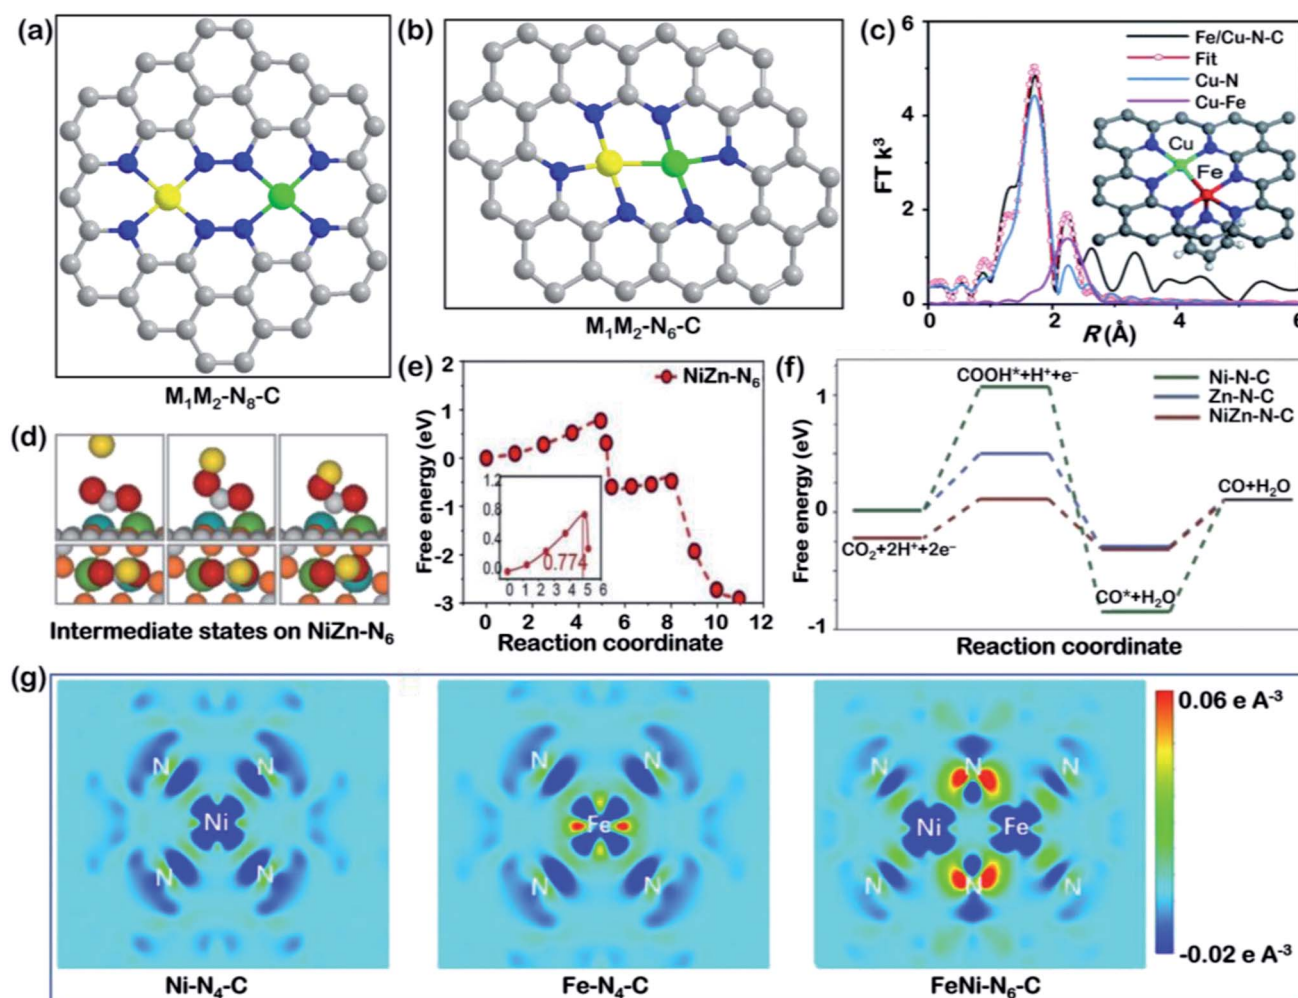 (a)
M₁M₂-N₈-C
(b)
M₁M₂-N₆-C
(c)
6
4
2
0
FT k³
0
2
4
6
R (Å)
Fe/Cu-N-C
Fit
Cu-N
Cu-Fe
Cu
Fe
(d)
Intermediate states on NiZn-N₆
(e)
2
1
0
-1
-2
-3
Free energy (eV)
NiZn-N₆
1.2
0.8
0.4
0.0
0.774
0 1 2 3 4 5 6
0 2 4 6 8 10 12
Reaction coordinate
(f)
1
0
-1
Free energy (eV)
COOH*+H⁺+e⁻
Ni-N-C
Zn-N-C
NiZn-N-C
CO+H₂O
CO₂+2H⁺+2e⁻
CO*+H₂O
Reaction coordinate
(g)
N N
Ni
N N
Ni-N₄-C
N N
Fe
N N
Fe-N₄-C
N N N
Ni Fe
N N N
FeNi-N₆-C
0.06 e A⁻³
-0.02 e A⁻³